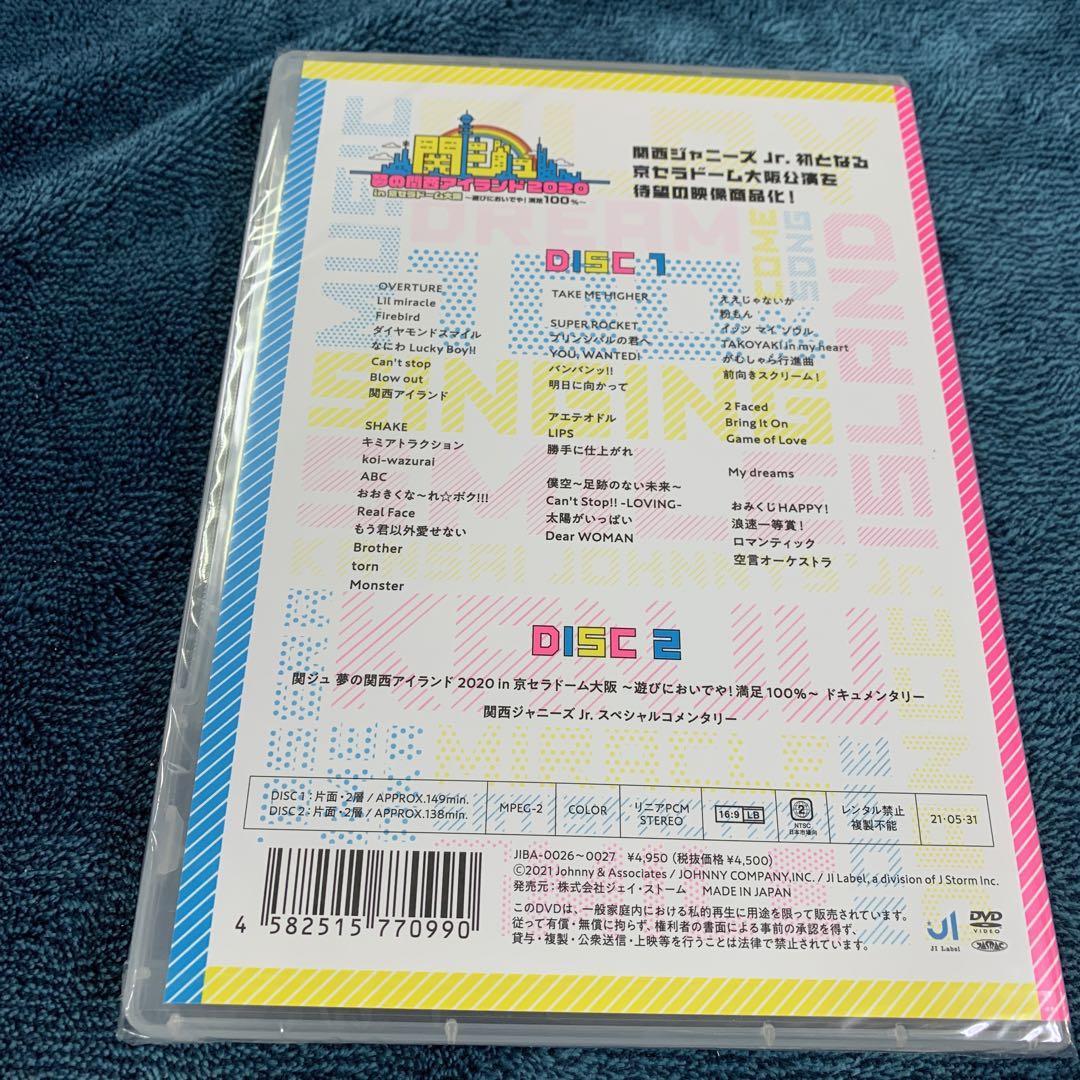 関ジュ
夢の関西アイランド2020
in 京セラドーム大阪 ～遊びにおいでや!満足100%～
関西ジャニーズ Jr. 初となる
京セラドーム大阪公演を
待望の映像商品化!
DISC 1
OVERTURE
Lil miracle
Firebird
ダイヤモンドスマイル
なにわ Lucky Boy!!
Can't stop
Blow out
関西アイランド
SHAKE
キミアトラクション
koi-wazurai
ABC
おおきくな〜れ☆ボク!!!
Real Face
もう君以外愛せない
Brother
torn
Monster
TAKE ME HIGHER
SUPER ROCKET
プリンシパルの君へ
YOU, WANTED!
バンバンッ!!
明日に向かって
アエテオドル
LIPS
勝手に仕上がれ
僕空～足跡のない未来～
Can't Stop!! -LOVING-
太陽がいっぱい
Dear WOMAN
ええじゃないか
粉もん
イッツ マイ ソウル
TAKOYAKI in my heart
がむしゃら行進曲
前向きスクリーム!
2 Faced
Bring It On
Game of Love
My dreams
おみくじHAPPY!
浪速一等賞!
ロマンティック
空言オーケストラ
DISC 2
関ジュ 夢の関西アイランド 2020 in 京セラドーム大阪 ～遊びにおいでや! 満足 100%～ ドキュメンタリー
関西ジャニーズ Jr. スペシャルコメンタリー
DISC 1 : 片面・2層 / APPROX.149min.
DISC 2 : 片面・2層 / APPROX.138min.
MPEG-2
COLOR
リニアPCM
STEREO
16:9 LB
2
NTSC
日本市場向
レンタル禁止
複製不能
21・05・31
JIBA-0026～0027 ¥4,950 (税抜価格 ¥4,500)
©2021 Johnny & Associates / JOHNNY COMPANY,INC. / JI Label, a division of J Storm Inc.
発売元:株式会社ジェイ・ストーム MADE IN JAPAN
このDVDは、一般家庭内における私的再生に用途を限って販売されています。
従って有償・無償に拘らず、権利者の書面による事前の承認を得ず、
貸与・複製・公衆送信・上映等を行うことは法律で禁止されています。
4 582515 770990
JI
JI Label
DVD
VIDEO
JASRAC